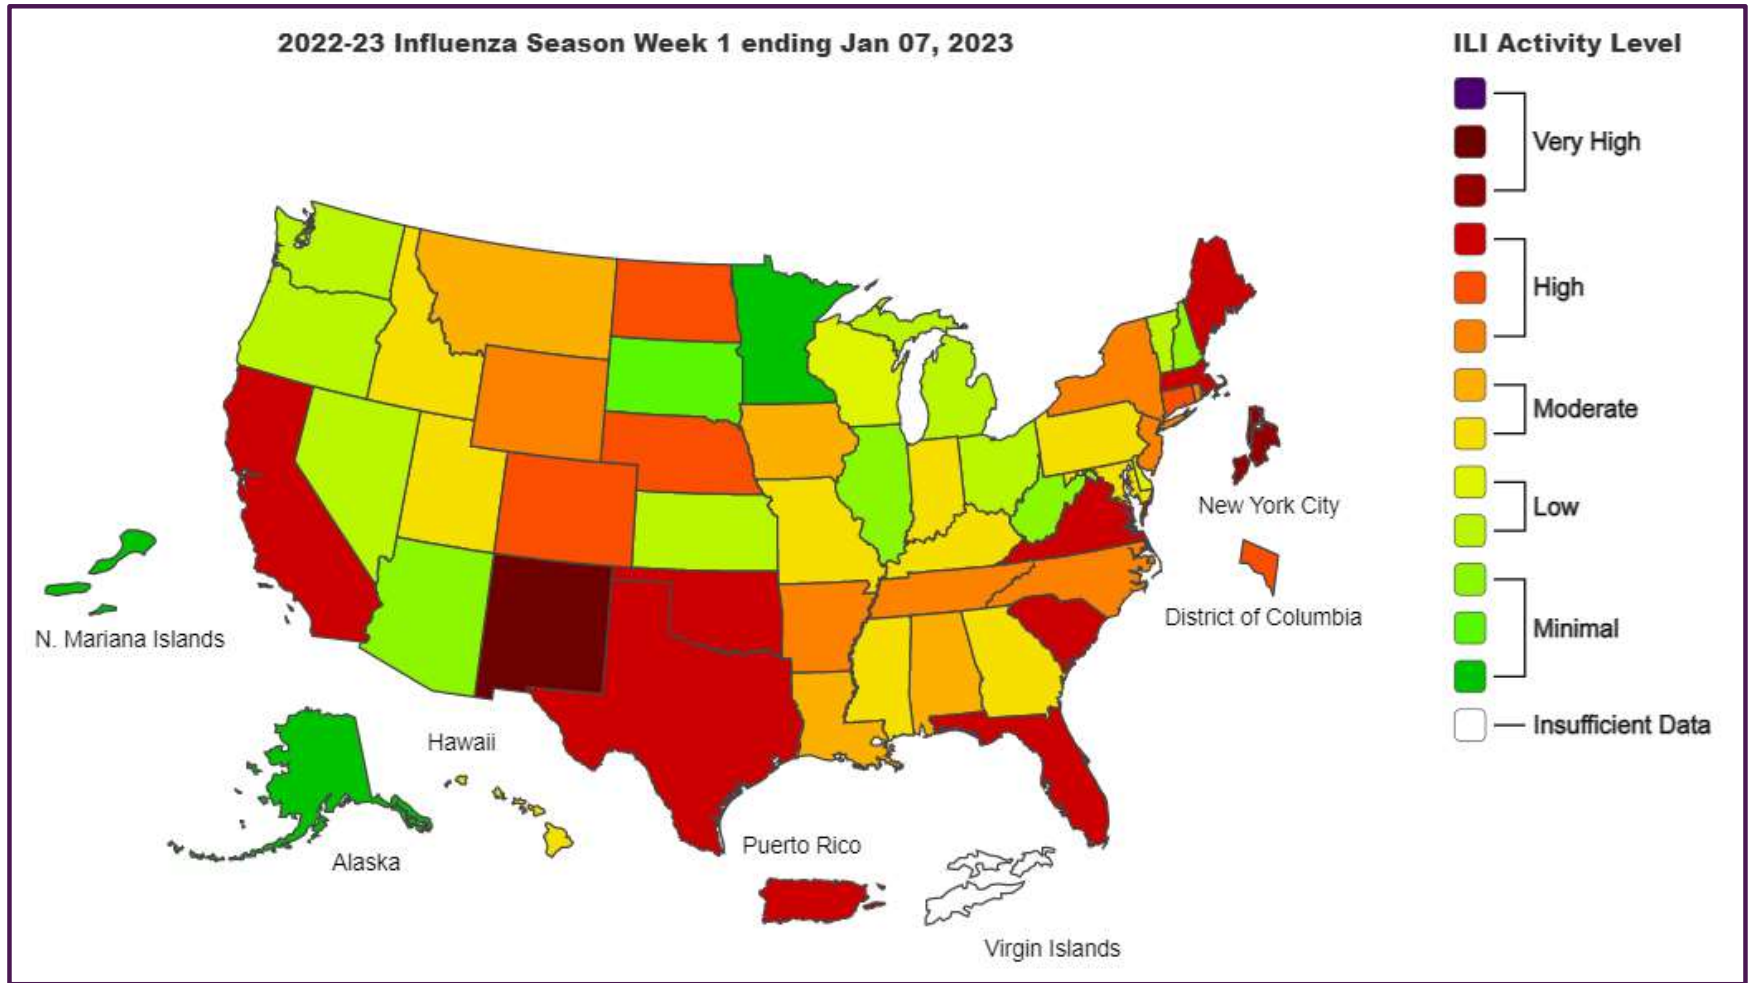 2022-23 Influenza Season Week 1 ending Jan 07, 2023
ILI Activity Level
Very High
High
Moderate
Low
Minimal
Insufficient Data
New York City
District of Columbia
N. Mariana Islands
Hawaii
Alaska
Puerto Rico
Virgin Islands